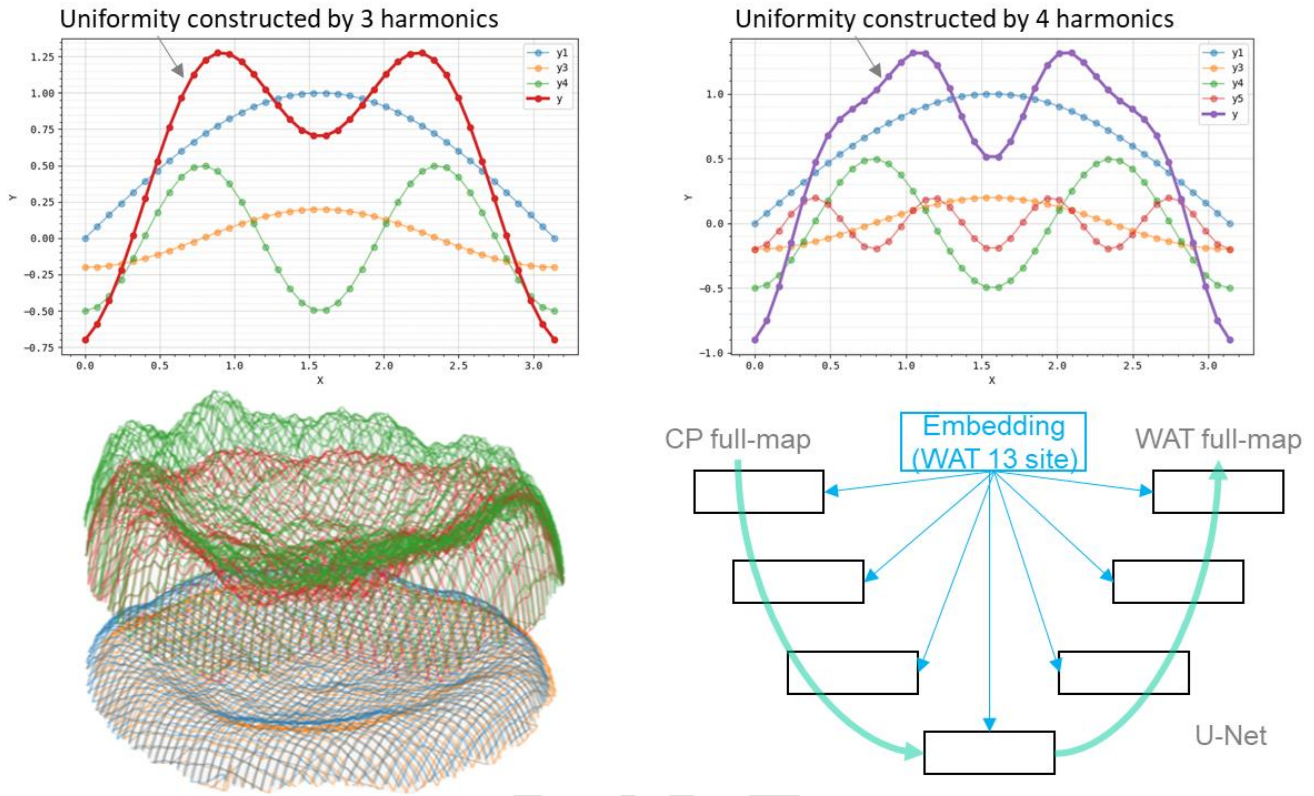 Uniformity constructed by 3 harmonics
1.25
1.00
0.75
0.50
0.25
0.00
−0.25
−0.50
−0.75
Y
0.0 0.5 1.0 1.5 2.0 2.5 3.0
X
y1
y3
y4
y
Uniformity constructed by 4 harmonics
1.0
0.5
0.0
−0.5
−1.0
Y
0.0 0.5 1.0 1.5 2.0 2.5 3.0
X
y1
y3
y4
y5
y
CP full-map
Embedding
(WAT 13 site)
WAT full-map
U-Net